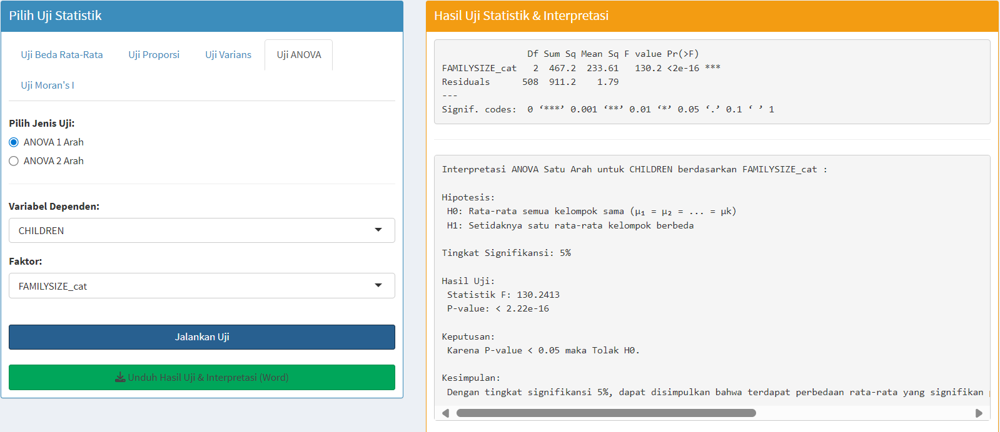 Pilih Uji Statistik
Uji Beda Rata-Rata
Uji Proporsi
Uji Varians
Uji ANOVA
Uji Moran's I
Pilih Jenis Uji:
ANOVA 1 Arah
ANOVA 2 Arah
Variabel Dependen:
CHILDREN
Faktor:
FAMILYSIZE_cat
Jalankan Uji
Unduh Hasil Uji & Interpretasi (Word)
Hasil Uji Statistik & Interpretasi
Df Sum Sq Mean Sq F value Pr(>F)
FAMILYSIZE_cat   2  467.2  233.61   130.2 <2e-16 ***
Residuals      508  911.2    1.79
---
Signif. codes:  0 ‘***’ 0.001 ‘**’ 0.01 ‘*’ 0.05 ‘.’ 0.1 ‘ ’ 1
Interpretasi ANOVA Satu Arah untuk CHILDREN berdasarkan FAMILYSIZE_cat :
Hipotesis:
H0: Rata-rata semua kelompok sama (μ₁ = μ₂ = ... = μk)
H1: Setidaknya satu rata-rata kelompok berbeda
Tingkat Signifikansi: 5%
Hasil Uji:
Statistik F: 130.2413
P-value: < 2.22e-16
Keputusan:
Karena P-value < 0.05 maka Tolak H0.
Kesimpulan:
Dengan tingkat signifikansi 5%, dapat disimpulkan bahwa terdapat perbedaan rata-rata yang signifikan